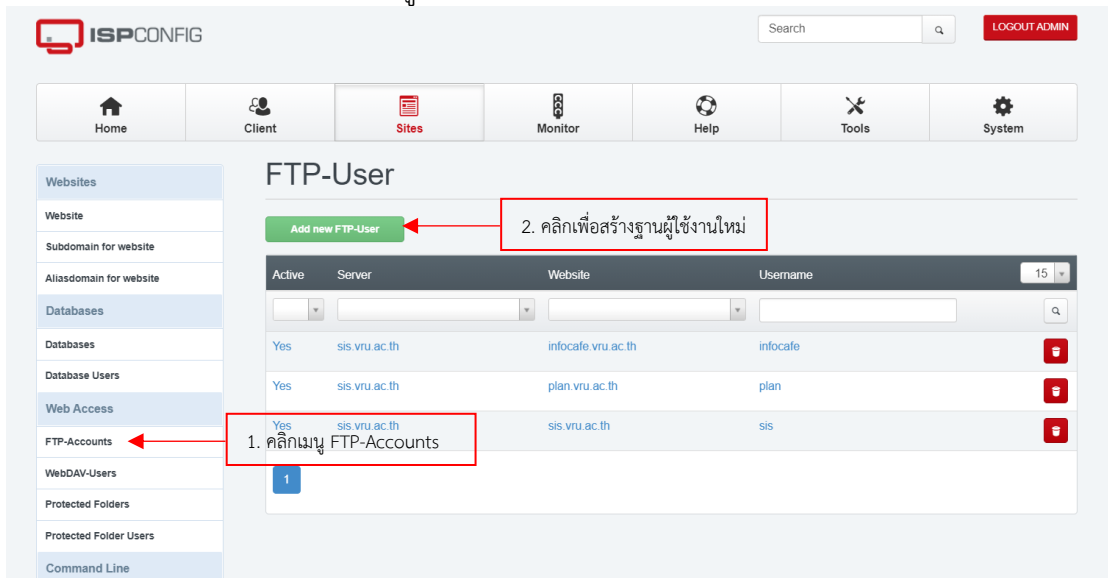 ISPCONFIG
Search
LOGOUT ADMIN
Home
Client
Sites
Monitor
Help
Tools
System
Websites
Website
Subdomain for website
Aliasdomain for website
Databases
Databases
Database Users
Web Access
FTP-Accounts
WebDAV-Users
Protected Folders
Protected Folder Users
Command Line
FTP-User
Add new FTP-User
2. คลิกเพื่อสร้างฐานผู้ใช้งานใหม่
Active Server Website Username 15
Yes sis.vru.ac.th infocafe.vru.ac.th infocafe
Yes sis.vru.ac.th plan.vru.ac.th plan
Yes sis.vru.ac.th sis.vru.ac.th sis
1. คลิกเมนู FTP-Accounts
1